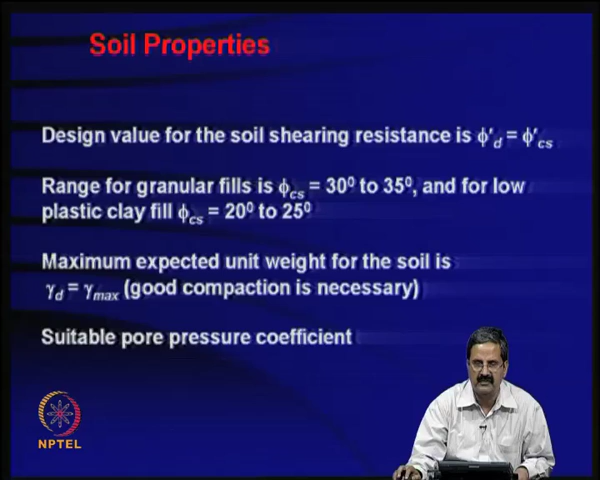 Soil Properties
Design value for the soil shearing resistance is ϕ'd = ϕ'cs
Range for granular fills is ϕcs = 30⁰ to 35⁰, and for low
plastic clay fill ϕcs = 20⁰ to 25⁰
Maximum expected unit weight for the soil is
γd = γmax (good compaction is necessary)
Suitable pore pressure coefficient
NPTEL